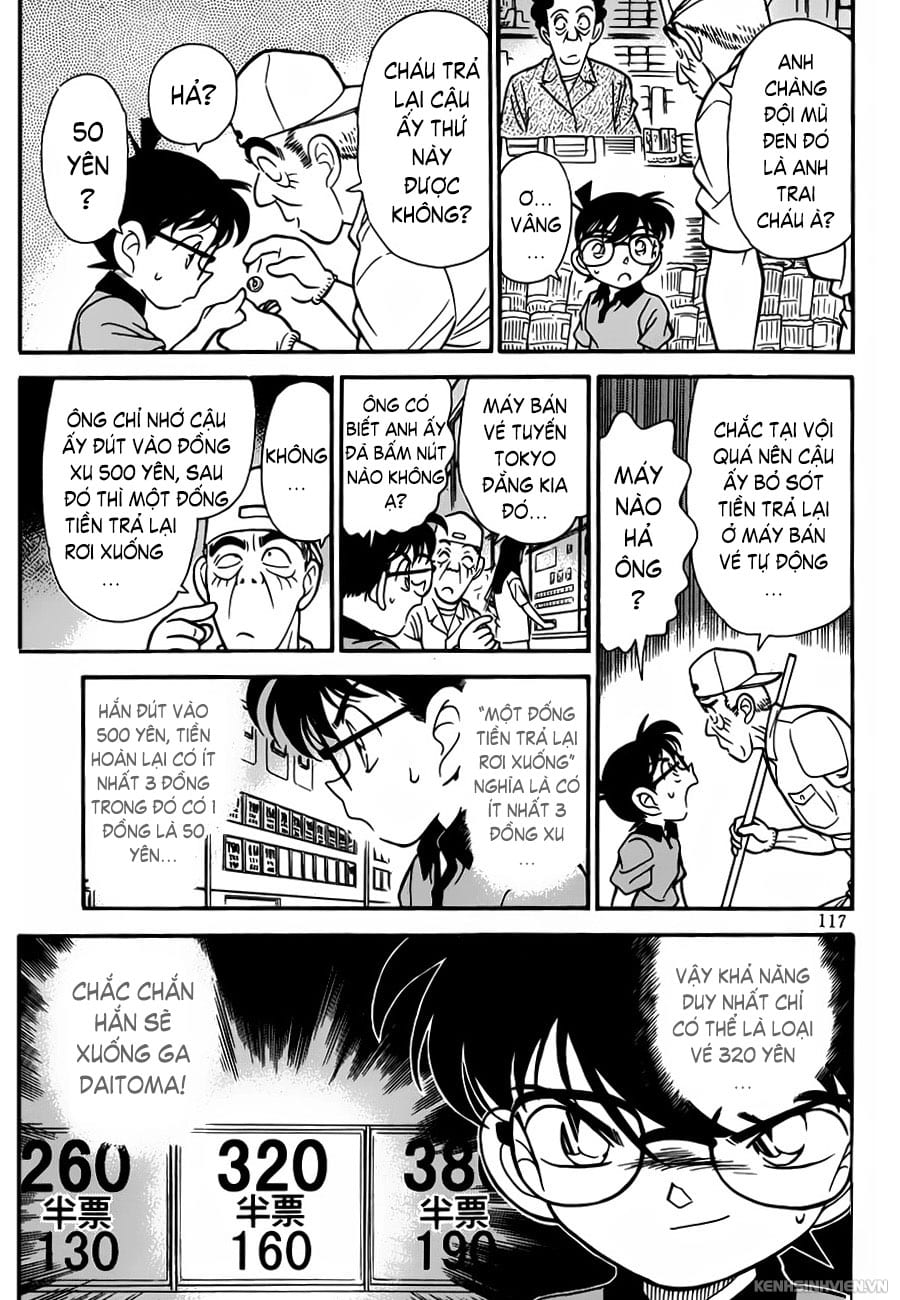 ANH
CHÀNG
ĐỘI MŨ
ĐEN ĐÓ
LÀ ANH
TRAI
CHÁU À?
Ơ...
VÂNG
CHÁU TRẢ
LẠI CẬU
ẤY THỨ
NÀY
ĐƯỢC
KHÔNG?
HẢ?
50
YÊN
?
CHẮC TẠI VỘI
QUÁ NÊN CẬU
ẤY BỎ SÓT
TIỀN TRẢ LẠI
Ở MÁY BÁN
VÉ TỰ ĐỘNG
...
MÁY
NÀO
HẢ
ÔNG
?
MÁY BÁN
VÉ TUYẾN
TOKYO
ĐẰNG KIA
ĐÓ...
ÔNG CÓ
BIẾT ANH ẤY
ĐÃ BẤM NÚT
NÀO KHÔNG
Ạ?
KHÔNG
...
ÔNG CHỈ NHỚ CẬU
ẤY ĐÚT VÀO ĐỒNG
XU 500 YÊN, SAU
ĐÓ THÌ MỘT ĐỐNG
TIỀN TRẢ LẠI
RƠI XUỐNG
...
"MỘT ĐỐNG
TIỀN TRẢ LẠI
RƠI XUỐNG"
NGHĨA LÀ CÓ
ÍT NHẤT 3
ĐỒNG XU
...
HẮN ĐÚT VÀO
500 YÊN, TIỀN
HOÀN LẠI CÓ ÍT
NHẤT 3 ĐỒNG
TRONG ĐÓ CÓ 1
ĐỒNG LÀ 50
YÊN...
117
VẬY KHẢ NĂNG
DUY NHẤT CHỈ
CÓ THỂ LÀ LOẠI
VÉ 320 YÊN
...
CHẮC CHẮN
HẮN SẼ
XUỐNG GA
DAITOMA!
260
半票
130
320
半票
160
380
半票
190
KENHSINHVIEN.VN